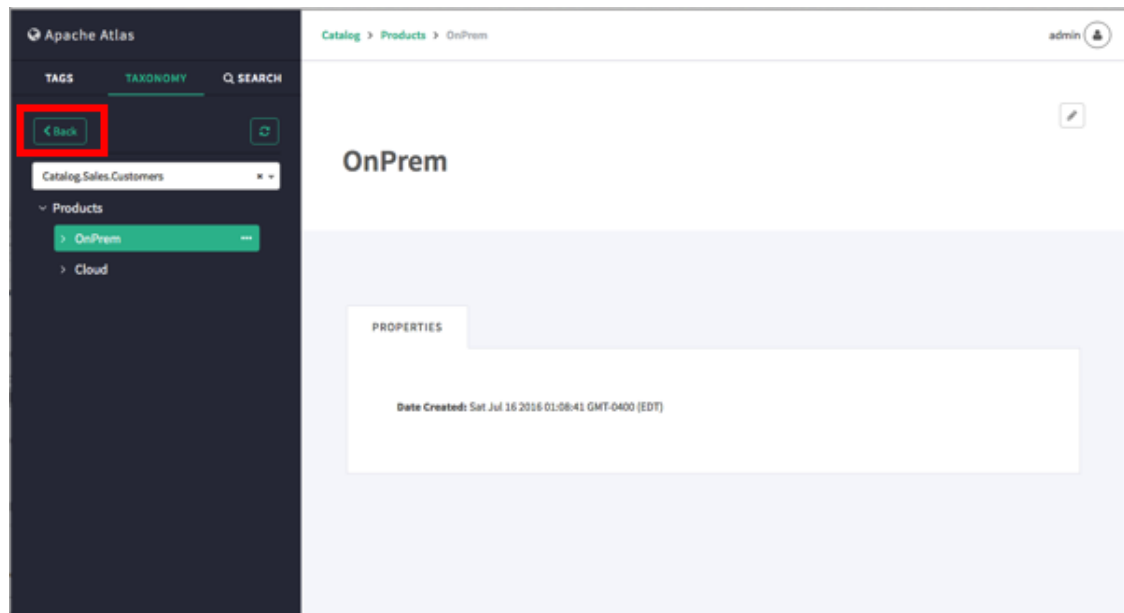 Apache Atlas
Catalog > Products > OnPrem
admin
TAGS TAXONOMY SEARCH
Back
Catalog.Sales.Customers
Products
OnPrem
Cloud
OnPrem
PROPERTIES
Date Created: Sat Jul 16 2016 01:08:41 GMT-0400 (EDT)